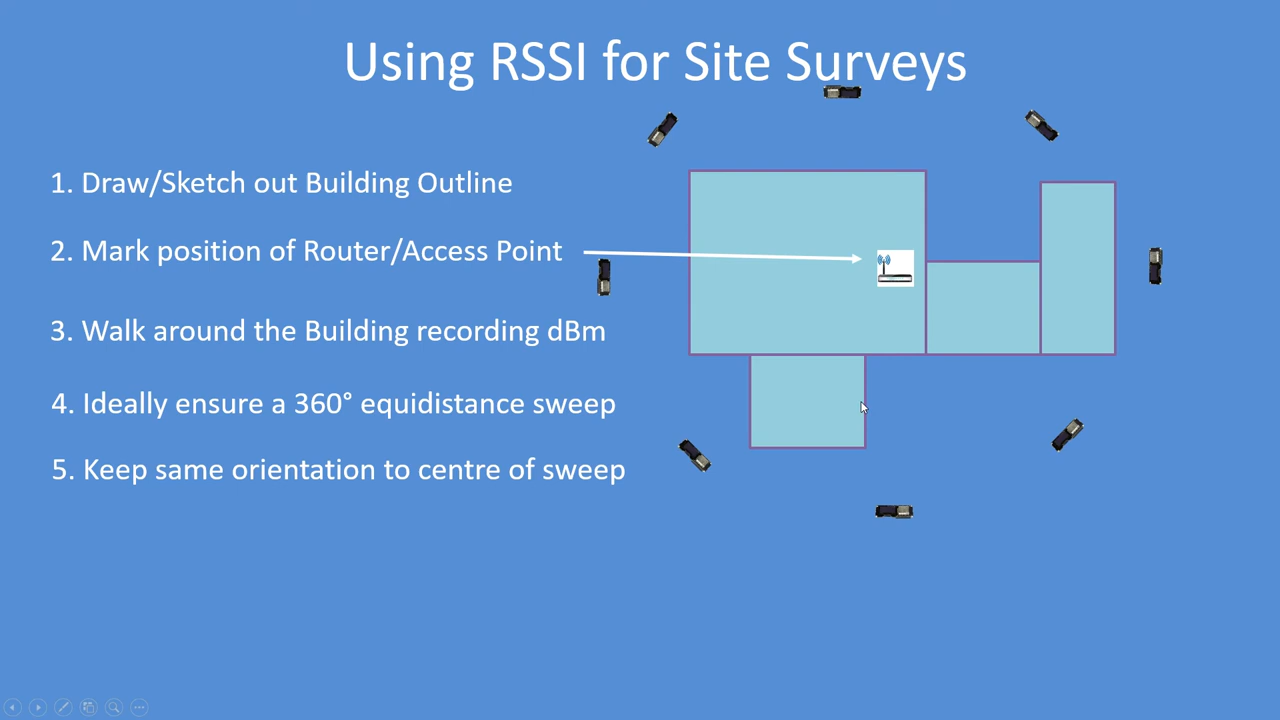 Using RSSI for Site Surveys
1. Draw/Sketch out Building Outline
2. Mark position of Router/Access Point
3. Walk around the Building recording dBm
4. Ideally ensure a 360° equidistance sweep
5. Keep same orientation to centre of sweep